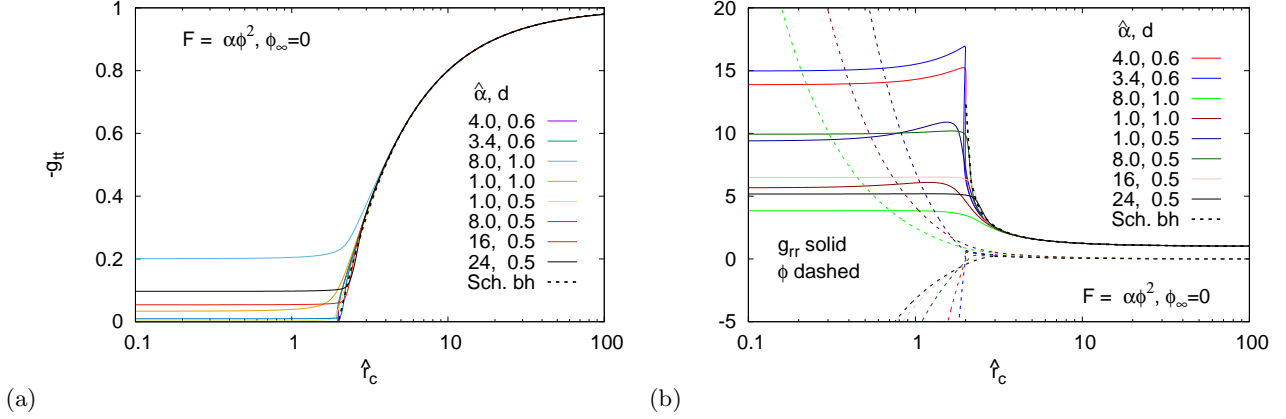 1
0.8
0.6
0.4
0.2
0
-g_tt
F = αϕ², ϕ_∞=0
α̂, d
4.0, 0.6
3.4, 0.6
8.0, 1.0
1.0, 1.0
1.0, 0.5
8.0, 0.5
16, 0.5
24, 0.5
Sch. bh
0.1 1 10 100
r̂_c
(a)
20
15
10
5
0
-5
α̂, d
4.0, 0.6
3.4, 0.6
8.0, 1.0
1.0, 1.0
1.0, 0.5
8.0, 0.5
16, 0.5
24, 0.5
Sch. bh
g_rr solid
ϕ dashed
F = αϕ², ϕ_∞=0
0.1 1 10 100
r̂_c
(b)